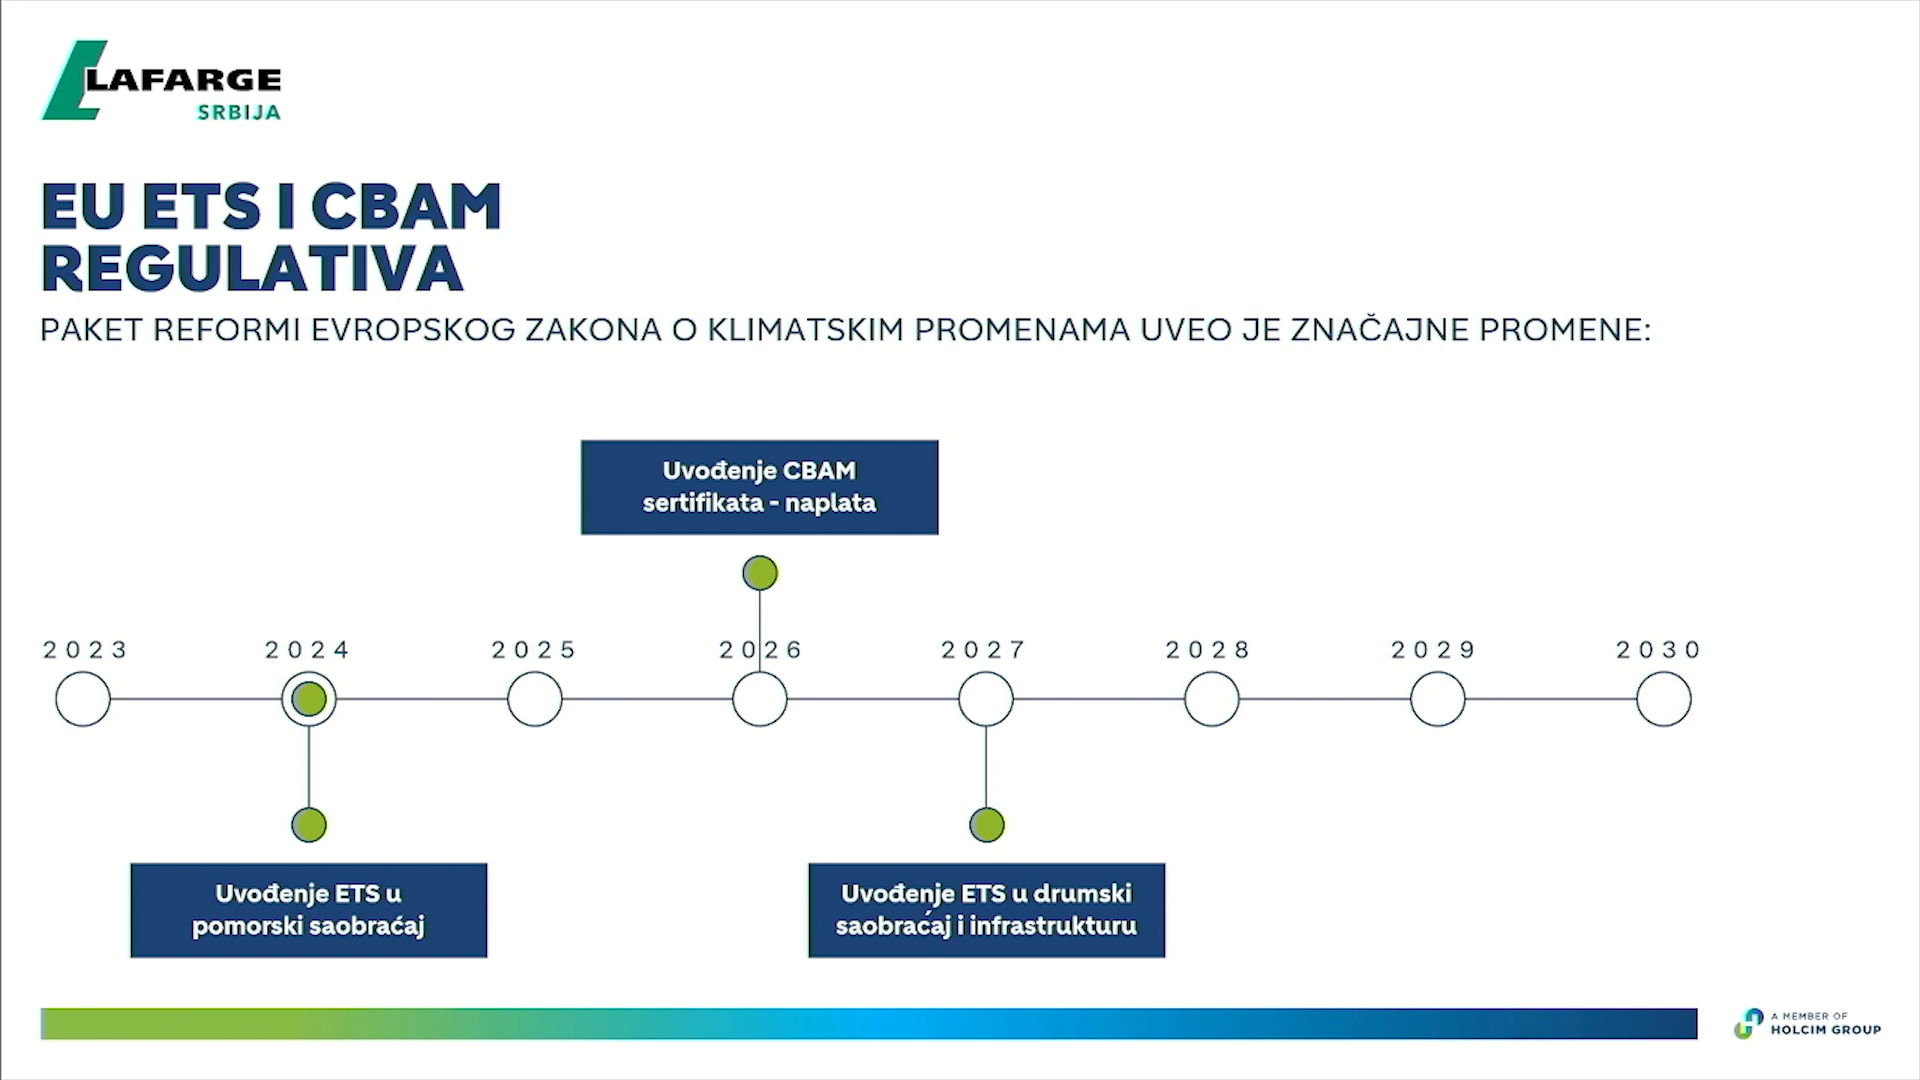 LAFARGE
SRBIJA
EU ETS I CBAM
REGULATIVA
PAKET REFORMI EVROPSKOG ZAKONA O KLIMATSKIM PROMENAMA UVEO JE ZNAČAJNE PROMENE:
Uvođenje CBAM
sertifikata - naplata
2023 2024 2025 2026 2027 2028 2029 2030
Uvođenje ETS u
pomorski saobraćaj
Uvođenje ETS u drumski
saobraćaj i infrastrukturu
A MEMBER OF
HOLCIM GROUP